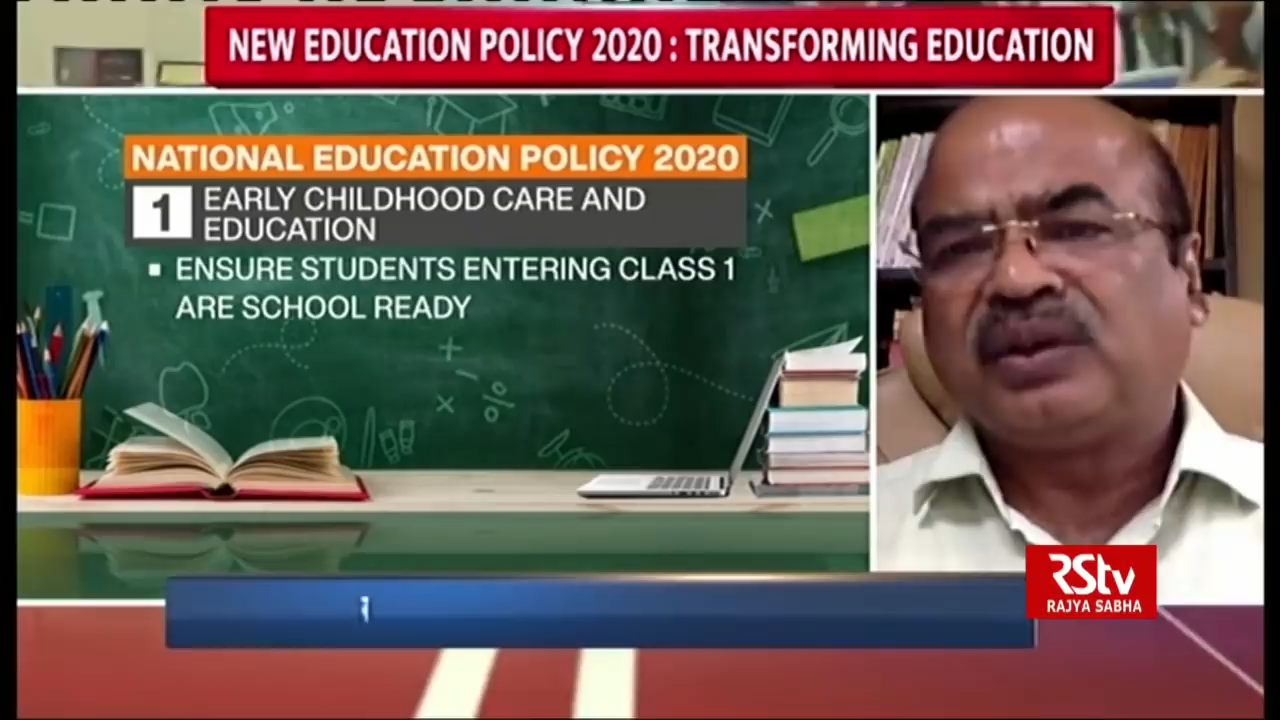 NEW EDUCATION POLICY 2020 : TRANSFORMING EDUCATION
NATIONAL EDUCATION POLICY 2020
1 EARLY CHILDHOOD CARE AND
EDUCATION
▪ ENSURE STUDENTS ENTERING CLASS 1
ARE SCHOOL READY
RStv
RAJYA SABHA